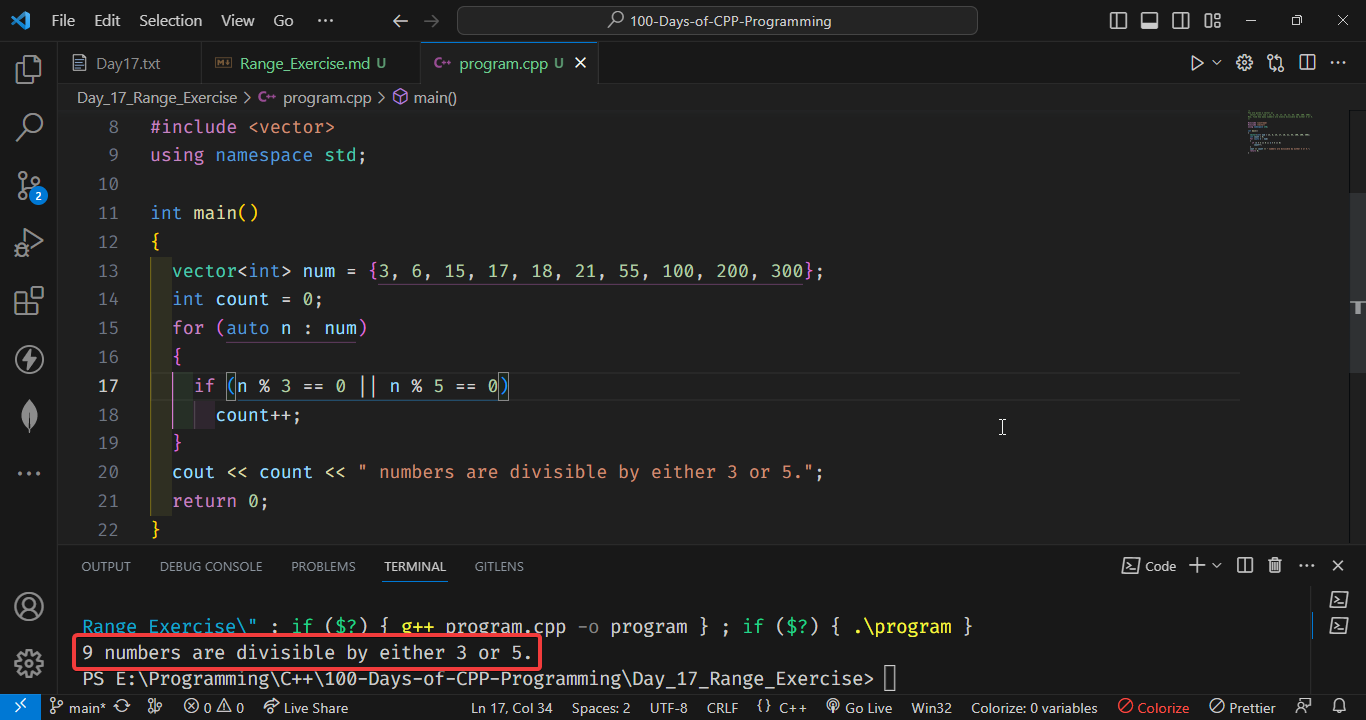 File Edit Selection View Go ··· 100-Days-of-CPP-Programming
Day17.txt Range_Exercise.md U program.cpp U
Day_17_Range_Exercise > program.cpp > main()
8 #include <vector>
9 using namespace std;
10
11 int main()
12 {
13 vector<int> num = {3, 6, 15, 17, 18, 21, 55, 100, 200, 300};
14 int count = 0;
15 for (auto n : num)
16 {
17 if (n % 3 == 0 || n % 5 == 0)
18 count++;
19 }
20 cout << count << " numbers are divisible by either 3 or 5.";
21 return 0;
22 }
2
OUTPUT DEBUG CONSOLE PROBLEMS TERMINAL GITLENS Code
Range_Exercise\" ; if ($?) { g++ program.cpp -o program } ; if ($?) { .\program }
9 numbers are divisible by either 3 or 5.
PS E:\Programming\C++\100-Days-of-CPP-Programming\Day_17_Range_Exercise>
main* 0 0 Live Share Ln 17, Col 34 Spaces: 2 UTF-8 CRLF {} C++ Go Live Win32 Colorize: 0 variables Colorize Prettier